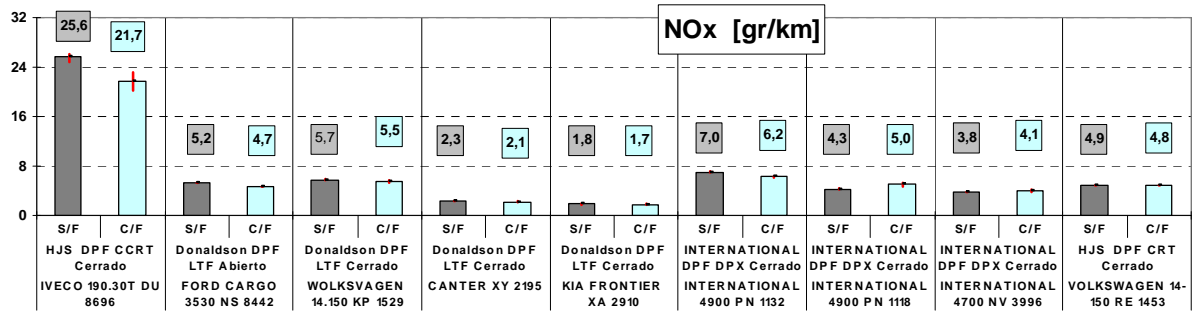 NOx [gr/km]
32
24
16
8
0
25,6 21,7 5,2 4,7 5,7 5,5 2,3 2,1 1,8 1,7 7,0 6,2 4,3 5,0 3,8 4,1 4,9 4,8
S/F C/F S/F C/F S/F C/F S/F C/F S/F C/F S/F C/F S/F C/F S/F C/F S/F C/F
HJS DPF CCRT
Cerrado
IVECO 190.30T DU
8696
Donaldson DPF
LTF Abierto
FORD CARGO
3530 NS 8442
Donaldson DPF
LTF Cerrado
WOLKSVAGEN
14.150 KP 1529
Donaldson DPF
LTF Cerrado
CANTER XY 2195
Donaldson DPF
LTF Cerrado
KIA FRONTIER
XA 2910
INTERNATIONAL
DPF DPX Cerrado
INTERNATIONAL
4900 PN 1132
INTERNATIONAL
DPF DPX Cerrado
INTERNATIONAL
4900 PN 1118
INTERNATIONAL
DPF DPX Cerrado
INTERNATIONAL
4700 NV 3996
HJS DPF CRT
Cerrado
VOLKSWAGEN 14-
150 RE 1453